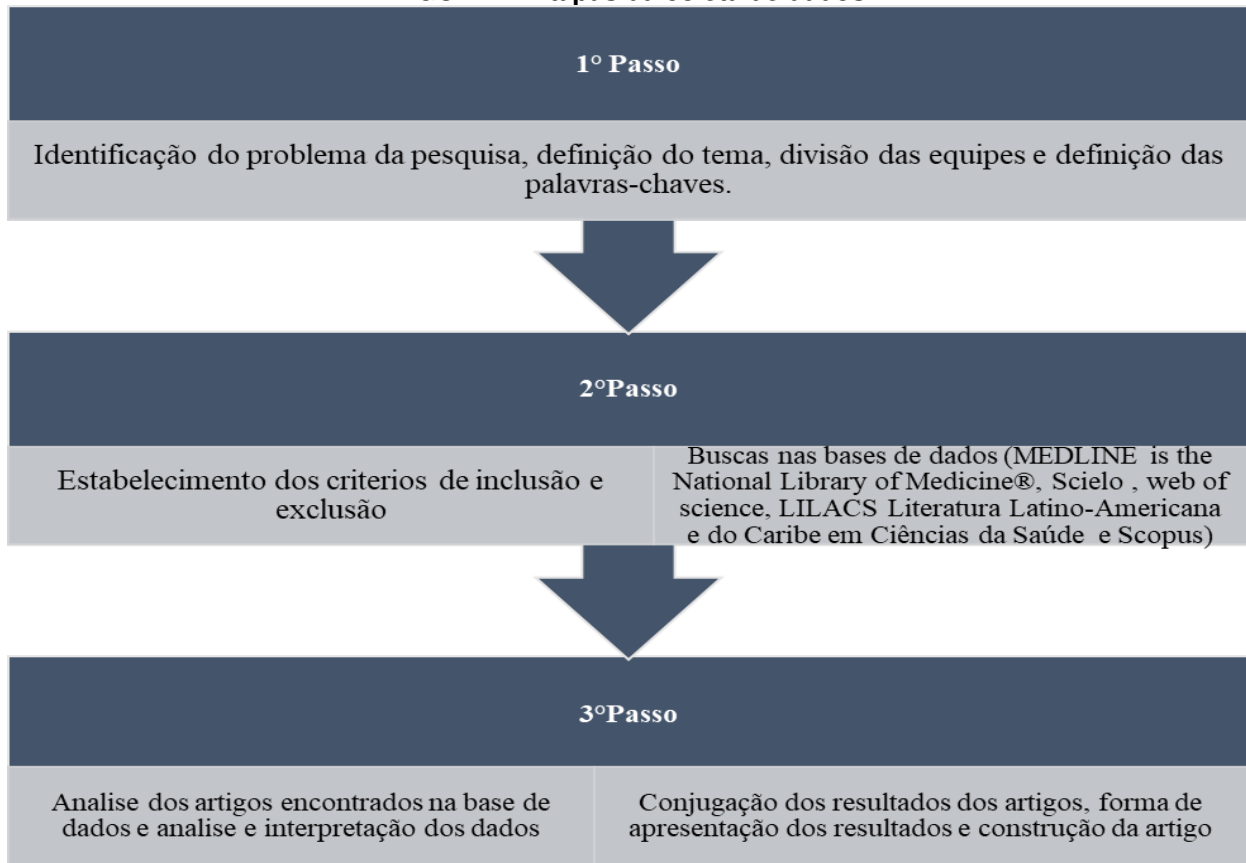 1° Passo
Identificação do problema da pesquisa, definição do tema, divisão das equipes e definição das
palavras-chaves.
2°Passo
Estabelecimento dos criterios de inclusão e
exclusão
Buscas nas bases de dados (MEDLINE is the
National Library of Medicine®, Scielo , web of
science, LILACS Literatura Latino-Americana
e do Caribe em Ciências da Saúde e Scopus)
3°Passo
Analise dos artigos encontrados na base de
dados e analise e interpretação dos dados
Conjugação dos resultados dos artigos, forma de
apresentação dos resultados e construção da artigo